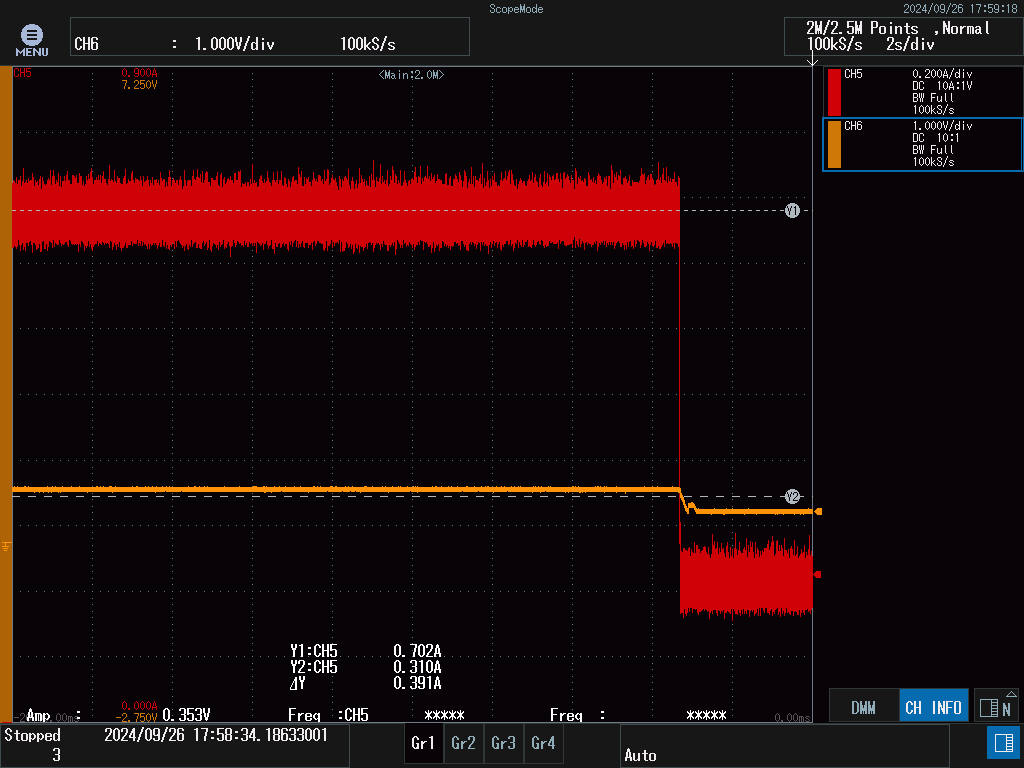 ScopeMode
2024/09/26 17:59:18
MENU
CH6 : 1.000V/div 100kS/s
2M/2.5M Points ,Normal
100kS/s 2s/div
CH5 0.900A <Main:2.0M>
7.250V
CH5 0.200A/div
DC 10A:1V
BW Full
100kS/s
CH6 1.000V/div
DC 10:1
BW Full
100kS/s
Y1
Y2
Y1:CH5 0.702A
Y2:CH5 0.310A
⊿Y 0.391A
0.000A
Amp : 0.353V Freq :CH5 ***** Freq : ***** 0.00ms
-2.750V
DMM CH INFO N
Stopped 2024/09/26 17:58:34.18633001
3
Gr1 Gr2 Gr3 Gr4
Auto